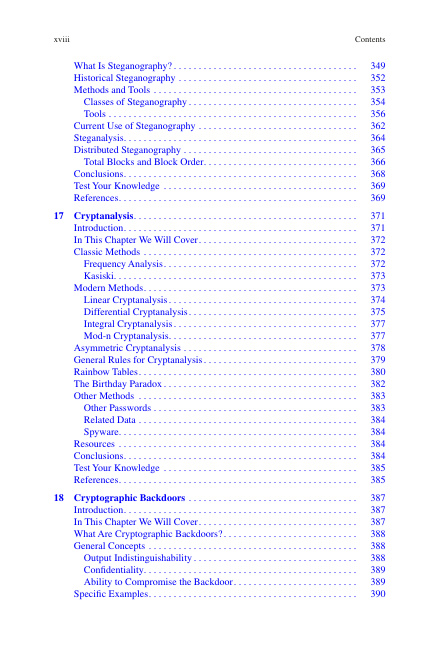 xviii Contents
What Is Steganography? 349
Historical Steganography 352
Methods and Tools 353
Classes of Steganography 354
Tools 356
Current Use of Steganography 362
Steganalysis 364
Distributed Steganography 365
Total Blocks and Block Order 366
Conclusions 368
Test Your Knowledge 369
References 369
17 Cryptanalysis 371
Introduction 371
In This Chapter We Will Cover 372
Classic Methods 372
Frequency Analysis 372
Kasiski 373
Modern Methods 373
Linear Cryptanalysis 374
Differential Cryptanalysis 375
Integral Cryptanalysis 377
Mod-n Cryptanalysis 377
Asymmetric Cryptanalysis 378
General Rules for Cryptanalysis 379
Rainbow Tables 380
The Birthday Paradox 382
Other Methods 383
Other Passwords 383
Related Data 384
Spyware 384
Resources 384
Conclusions 384
Test Your Knowledge 385
References 385
18 Cryptographic Backdoors 387
Introduction 387
In This Chapter We Will Cover 387
What Are Cryptographic Backdoors? 388
General Concepts 388
Output Indistinguishability 388
Confidentiality 389
Ability to Compromise the Backdoor 389
Specific Examples 390